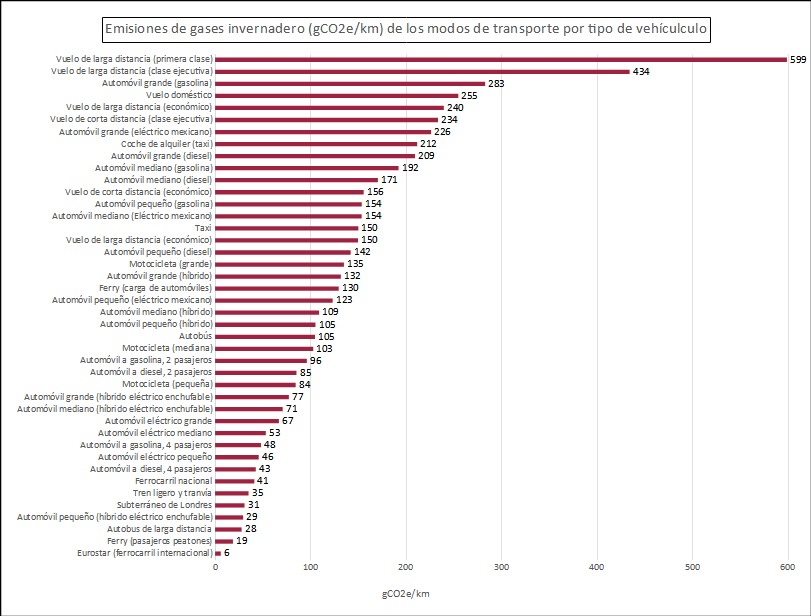 Emisiones de gases invernadero (gCO2e/km) de los modos de transporte por tipo de vehículculo
Vuelo de larga distancia (primera clase) 599
Vuelo de larga distancia (clase ejecutiva) 434
Automóvil grande (gasolina) 283
Vuelo doméstico 255
Vuelo de larga distancia (económico) 240
Vuelo de corta distancia (clase ejecutiva) 234
Automóvil grande (eléctrico mexicano) 226
Coche de alquiler (taxi) 212
Automóvil grande (diesel) 209
Automóvil mediano (gasolina) 192
Automóvil mediano (diesel) 171
Vuelo de corta distancia (económico) 156
Automóvil pequeño (gasolina) 154
Automóvil mediano (Eléctrico mexicano) 154
Taxi 150
Vuelo de larga distancia (económico) 150
Automóvil pequeño (diesel) 142
Motocicleta (grande) 135
Automóvil grande (híbrido) 132
Ferry (carga de automóviles) 130
Automóvil pequeño (eléctrico mexicano) 123
Automóvil mediano (híbrido) 109
Automóvil pequeño (híbrido) 105
Autobús 105
Motocicleta (mediana) 103
Automóvil a gasolina, 2 pasajeros 96
Automóvil a diesel, 2 pasajeros 85
Motocicleta (pequeña) 84
Automóvil grande (híbrido eléctrico enchufable) 77
Automóvil mediano (híbrido eléctrico enchufable) 71
Automóvil eléctrico grande 67
Automóvil eléctrico mediano 53
Automóvil a gasolina, 4 pasajeros 48
Automóvil eléctrico pequeño 46
Automóvil a diesel, 4 pasajeros 43
Ferrocarril nacional 41
Tren ligero y tranvía 35
Subterráneo de Londres 31
Automóvil pequeño (híbrido eléctrico enchufable) 29
Autobus de larga distancia 28
Ferry (pasajeros peatones) 19
Eurostar (ferrocarril internacional) 6
0 100 200 300 400 500 600
gCO2e/km